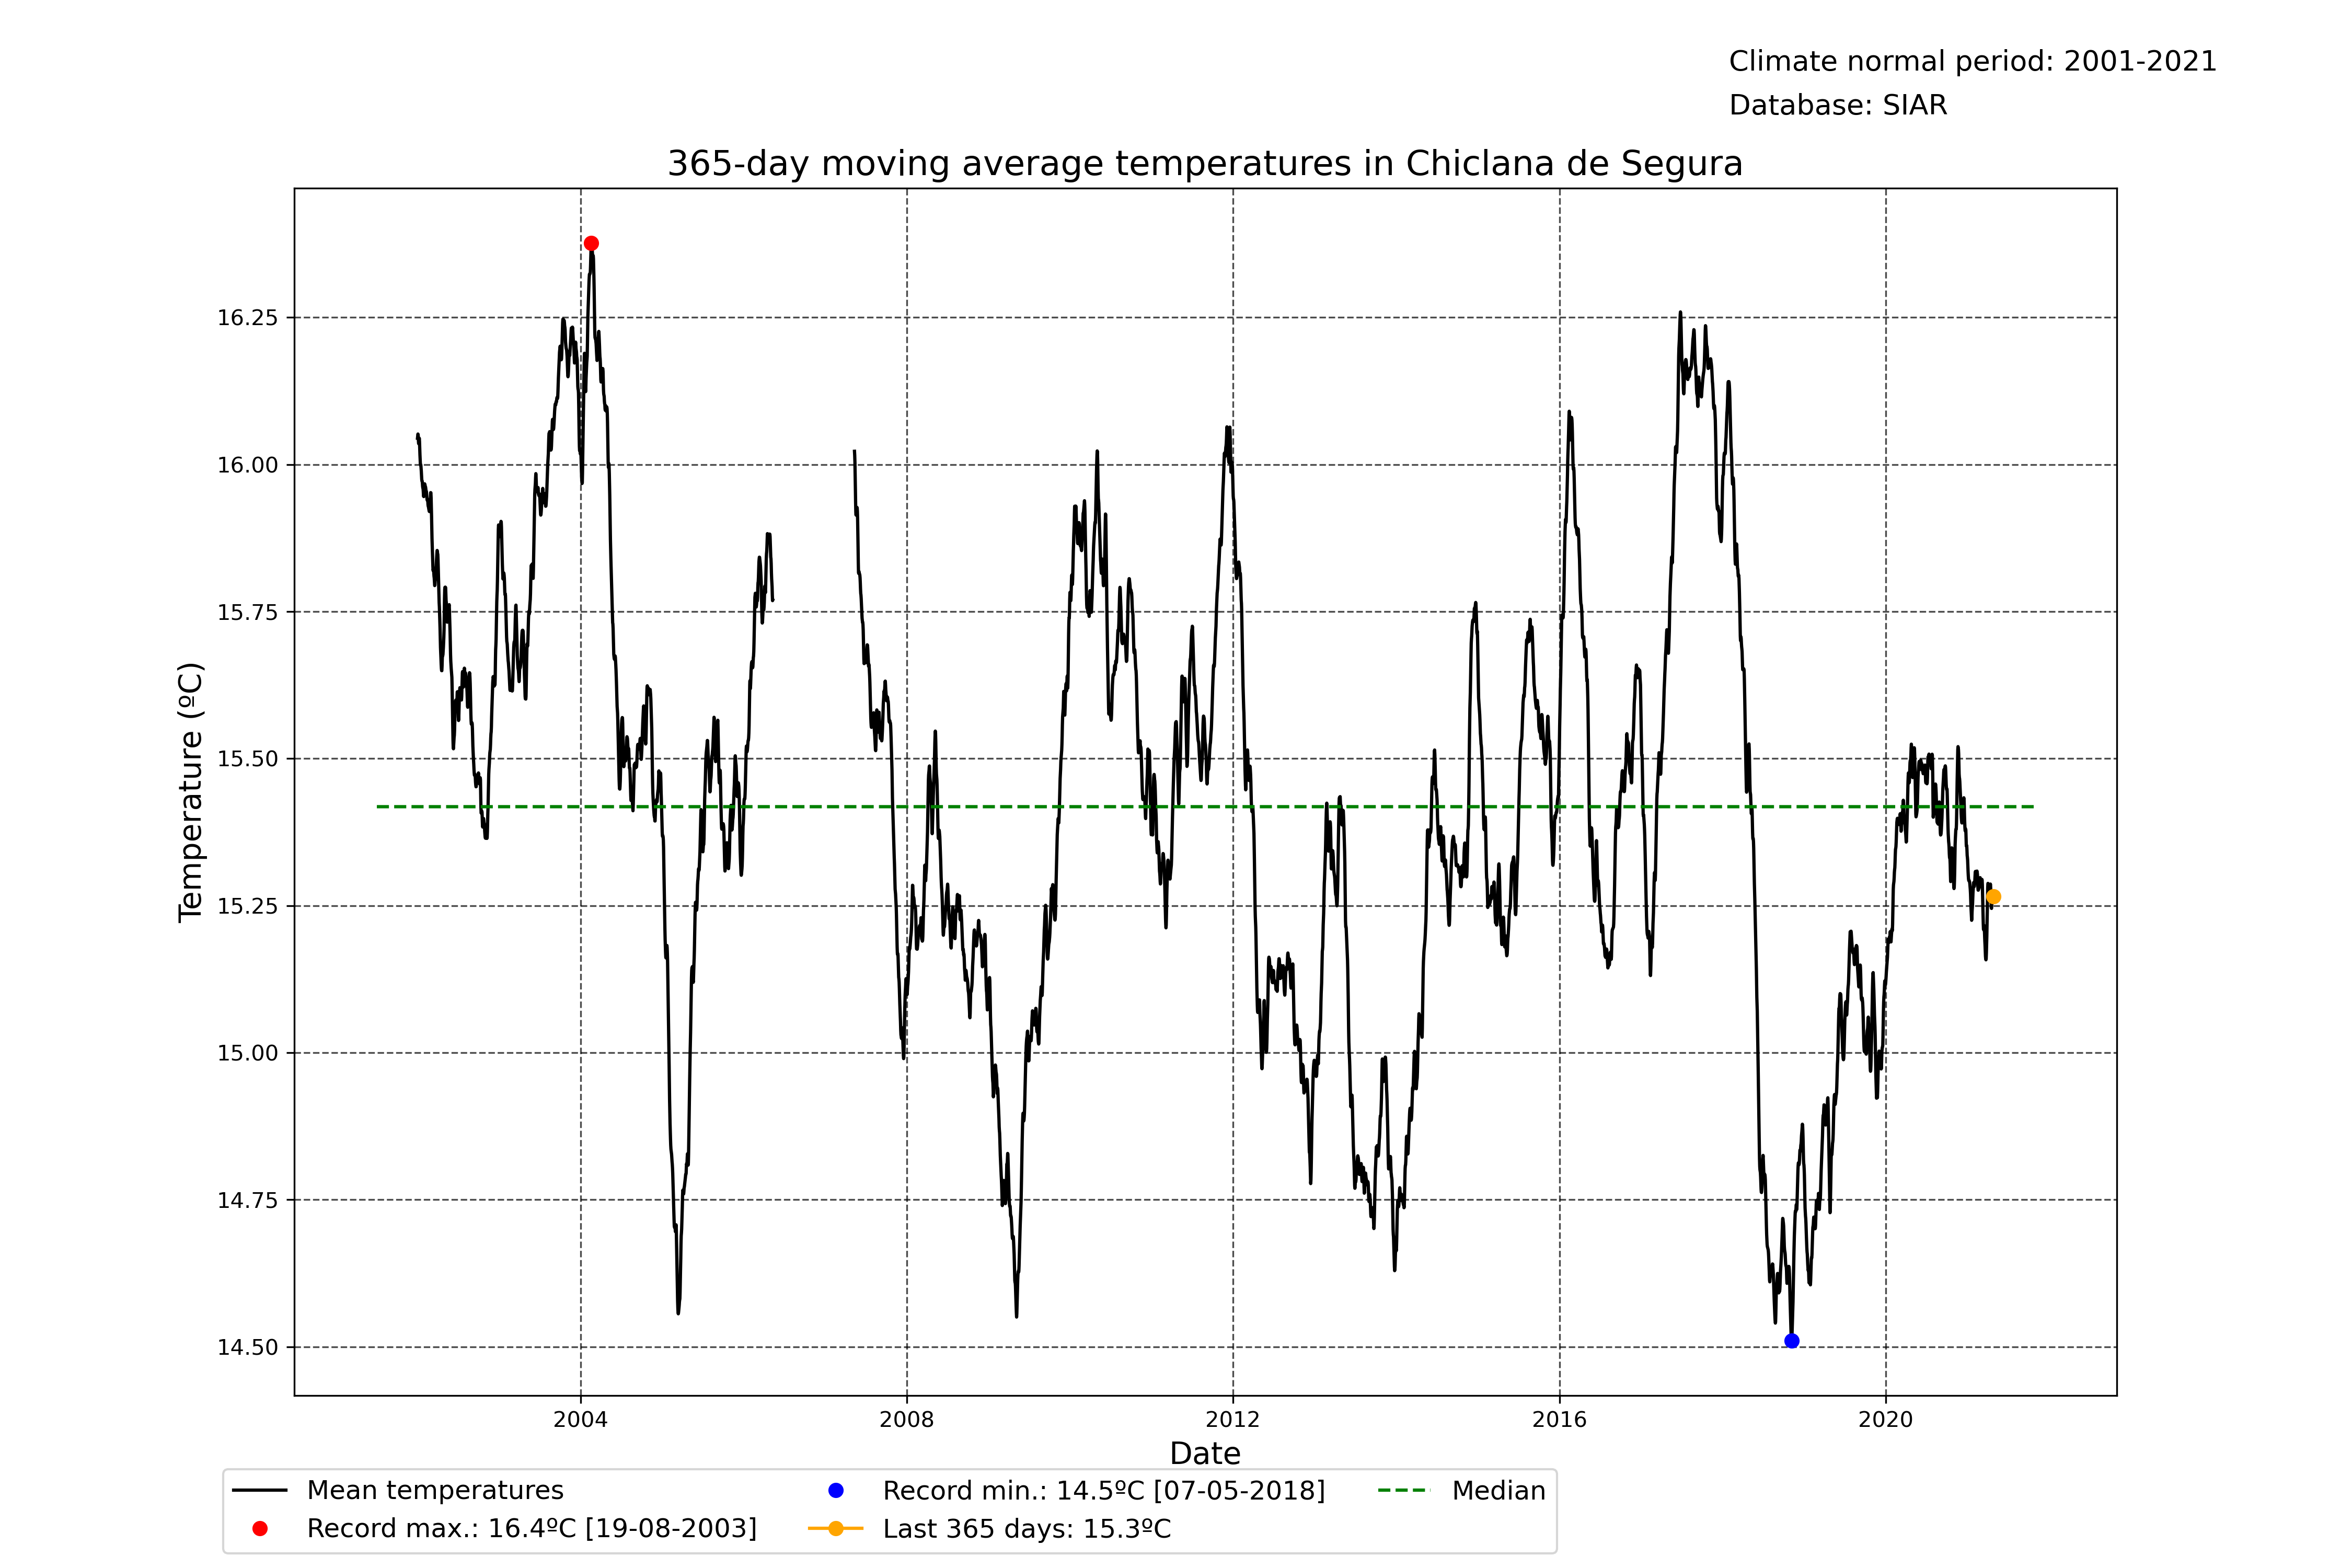 Climate normal period: 2001-2021
Database: SIAR
365-day moving average temperatures in Chiclana de Segura
Temperature (ºC)
16.25
16.00
15.75
15.50
15.25
15.00
14.75
14.50
2004 2008 2012 2016 2020
Date
Mean temperatures
Record max.: 16.4ºC [19-08-2003]
Record min.: 14.5ºC [07-05-2018]
Last 365 days: 15.3ºC
Median